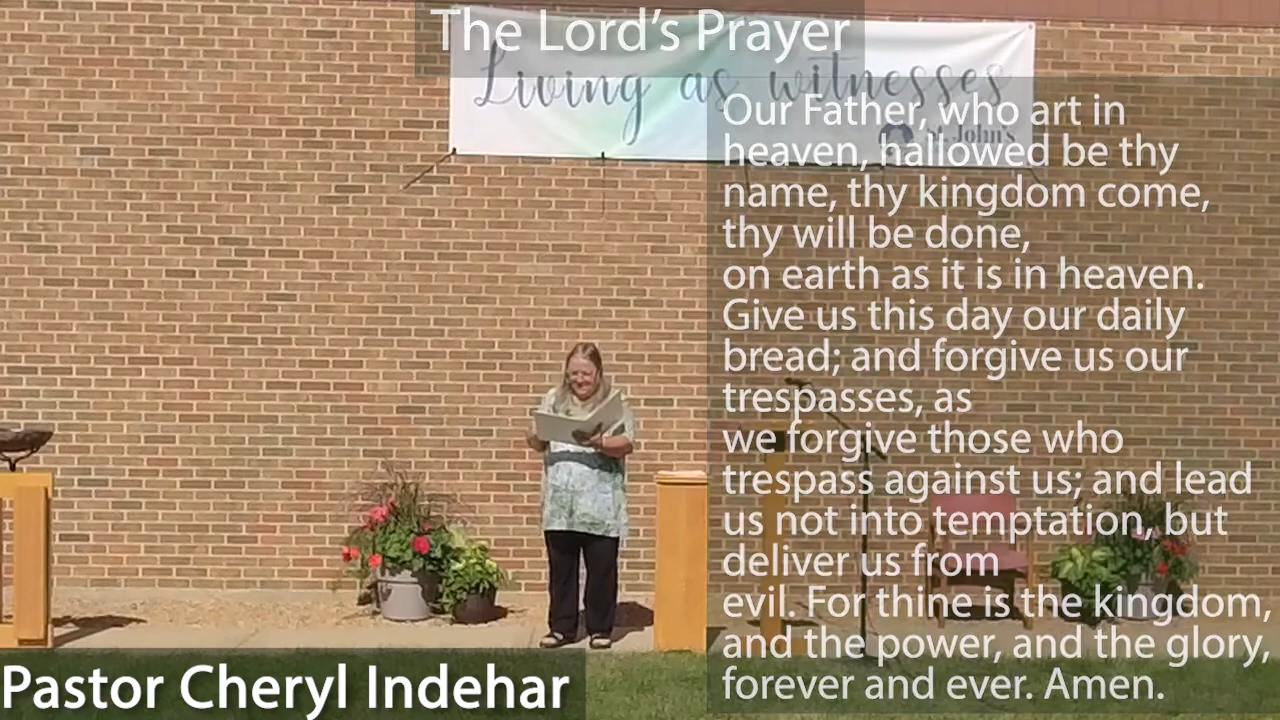 The Lord’s Prayer
Living as witnesses
St. John's
Our Father, who art in
heaven, hallowed be thy
name, thy kingdom come,
thy will be done,
on earth as it is in heaven.
Give us this day our daily
bread; and forgive us our
trespasses, as
we forgive those who
trespass against us; and lead
us not into temptation, but
deliver us from
evil. For thine is the kingdom,
and the power, and the glory,
forever and ever. Amen.
Pastor Cheryl Indehar